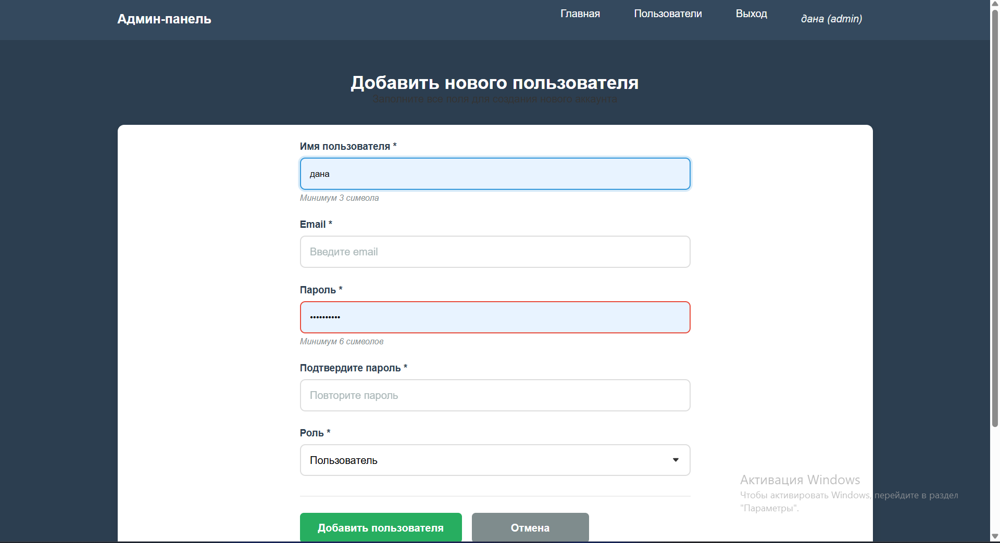 Админ-панель
Главная
Пользователи
Выход
дана (admin)
Добавить нового пользователя
Заполните все поля для создания нового аккаунта
Имя пользователя *
дана
Минимум 3 символа
Email *
Введите email
Пароль *
••••••••••
Минимум 6 символов
Подтвердите пароль *
Повторите пароль
Роль *
Пользователь
Активация Windows
Чтобы активировать Windows, перейдите в раздел
"Параметры".
Добавить пользователя
Отмена